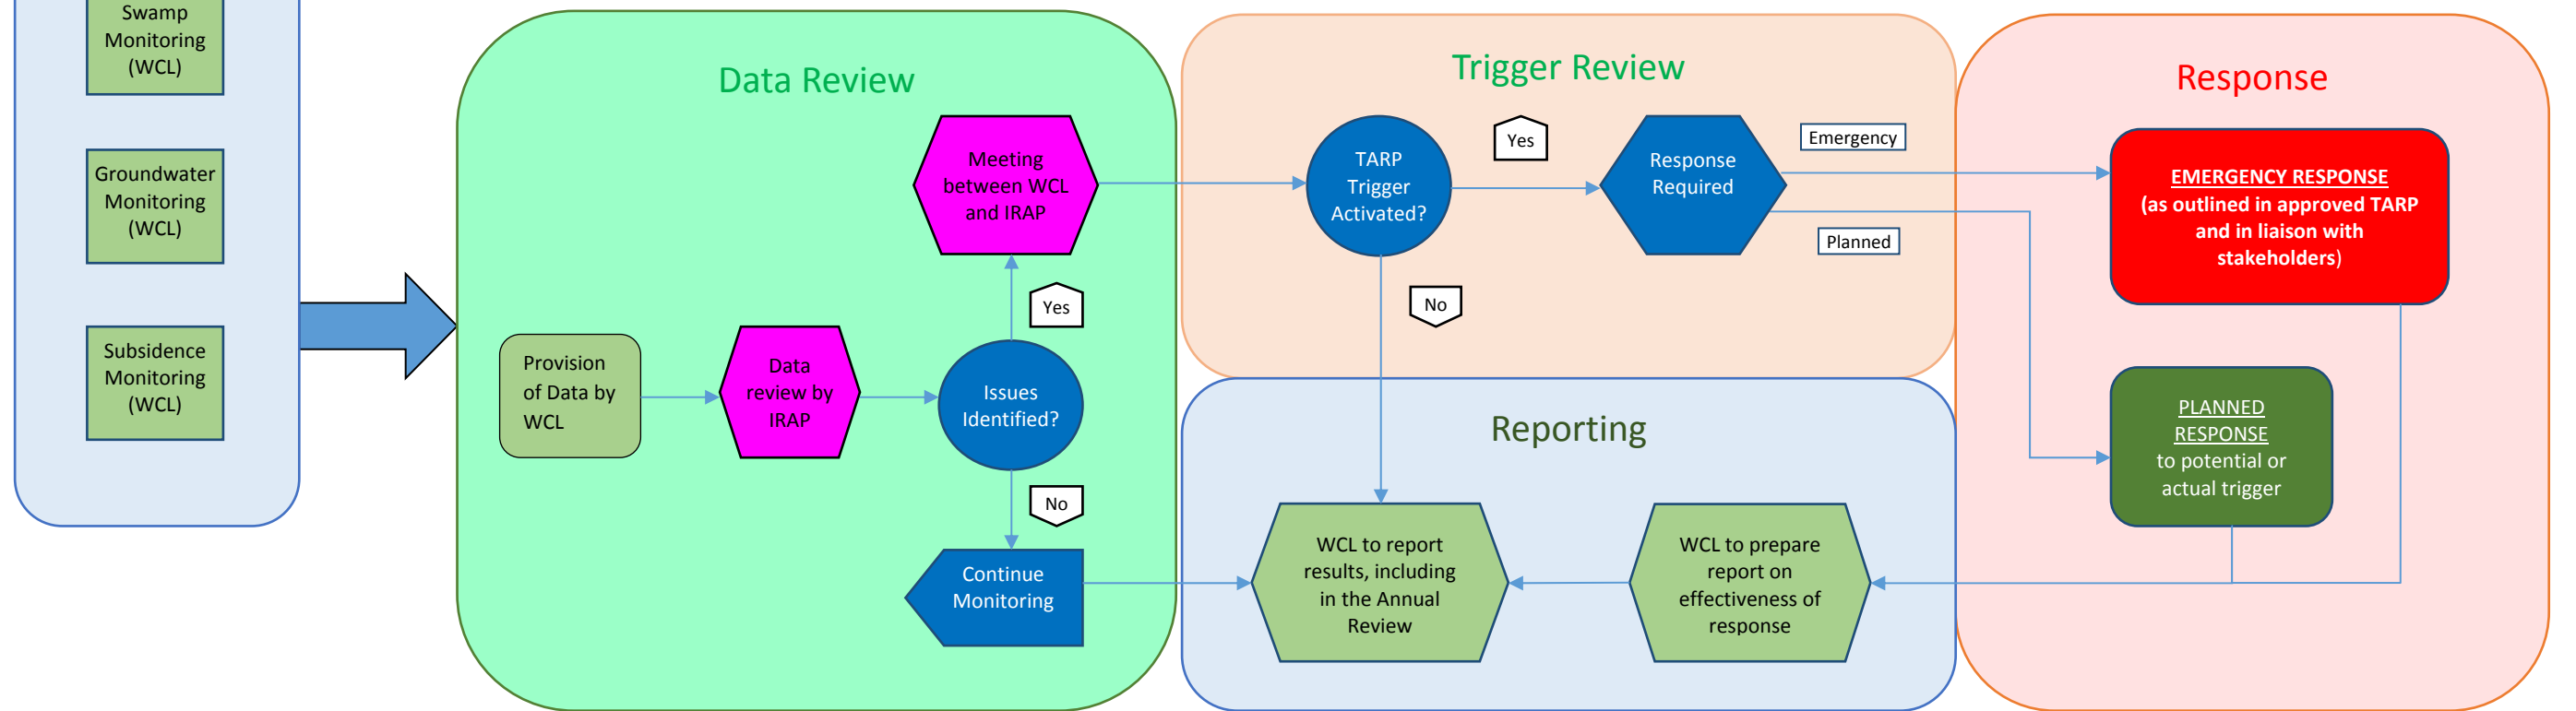 Swamp
Monitoring
(WCL)
Groundwater
Monitoring
(WCL)
Subsidence
Monitoring
(WCL)
Data Review
Meeting
between WCL
and IRAP
Yes
Provision
of Data by
WCL
Data
review by
IRAP
Issues
Identified?
No
Continue
Monitoring
Trigger Review
TARP
Trigger
Activated?
Yes
Response
Required
Emergency
Planned
No
Reporting
WCL to report
results, including
in the Annual
Review
WCL to prepare
report on
effectiveness of
response
Response
EMERGENCY RESPONSE
(as outlined in approved TARP
and in liaison with
stakeholders)
PLANNED
RESPONSE
to potential or
actual trigger